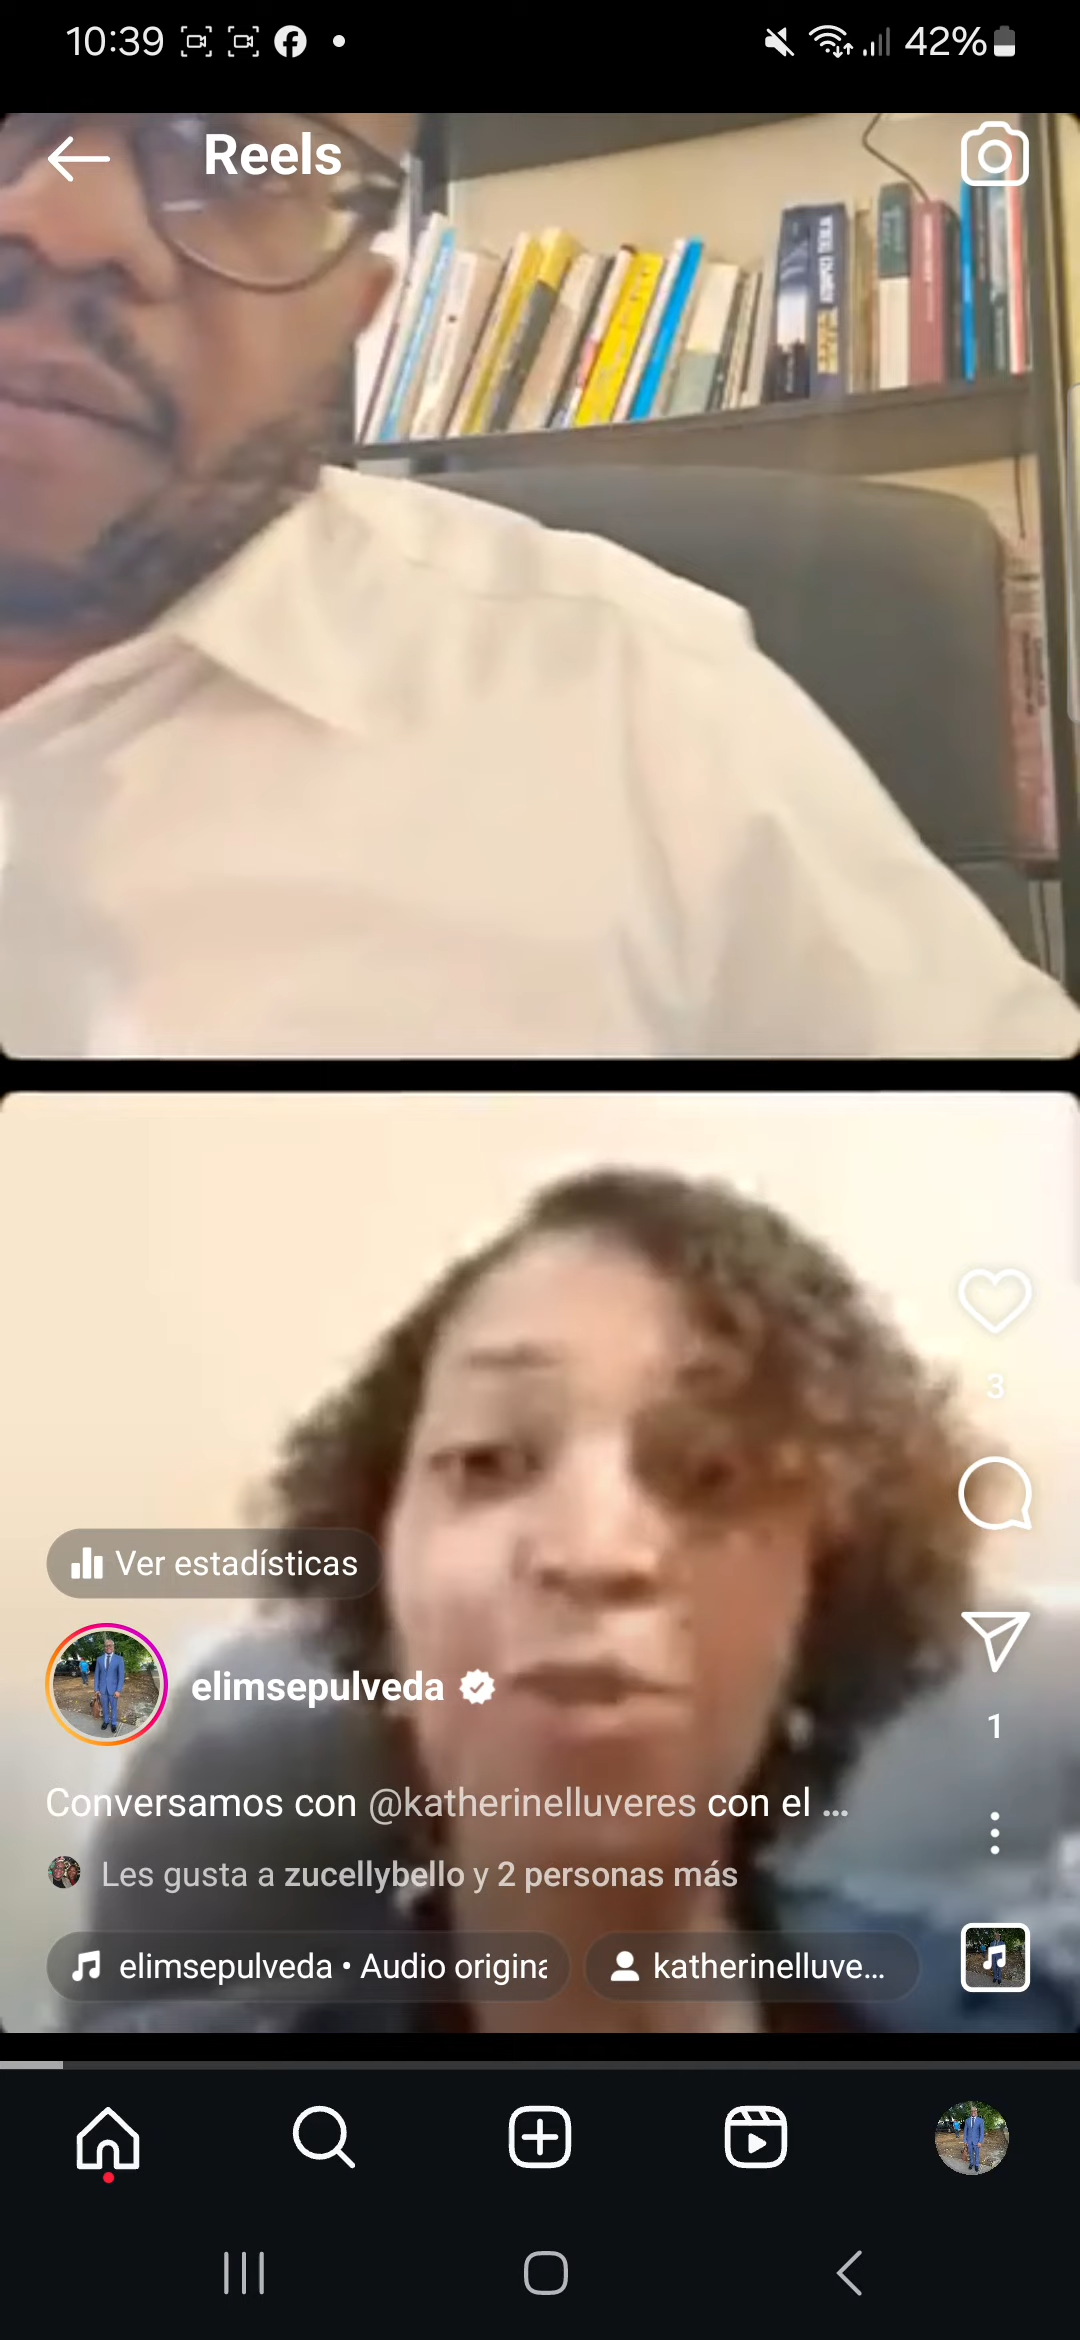 10:39
42%
Reels
3
Ver estadísticas
elimsepulveda
1
Conversamos con @katherinelluveres con el ...
Les gusta a zucellybello y 2 personas más
elimsepulveda • Audio origina
katherinelluve...